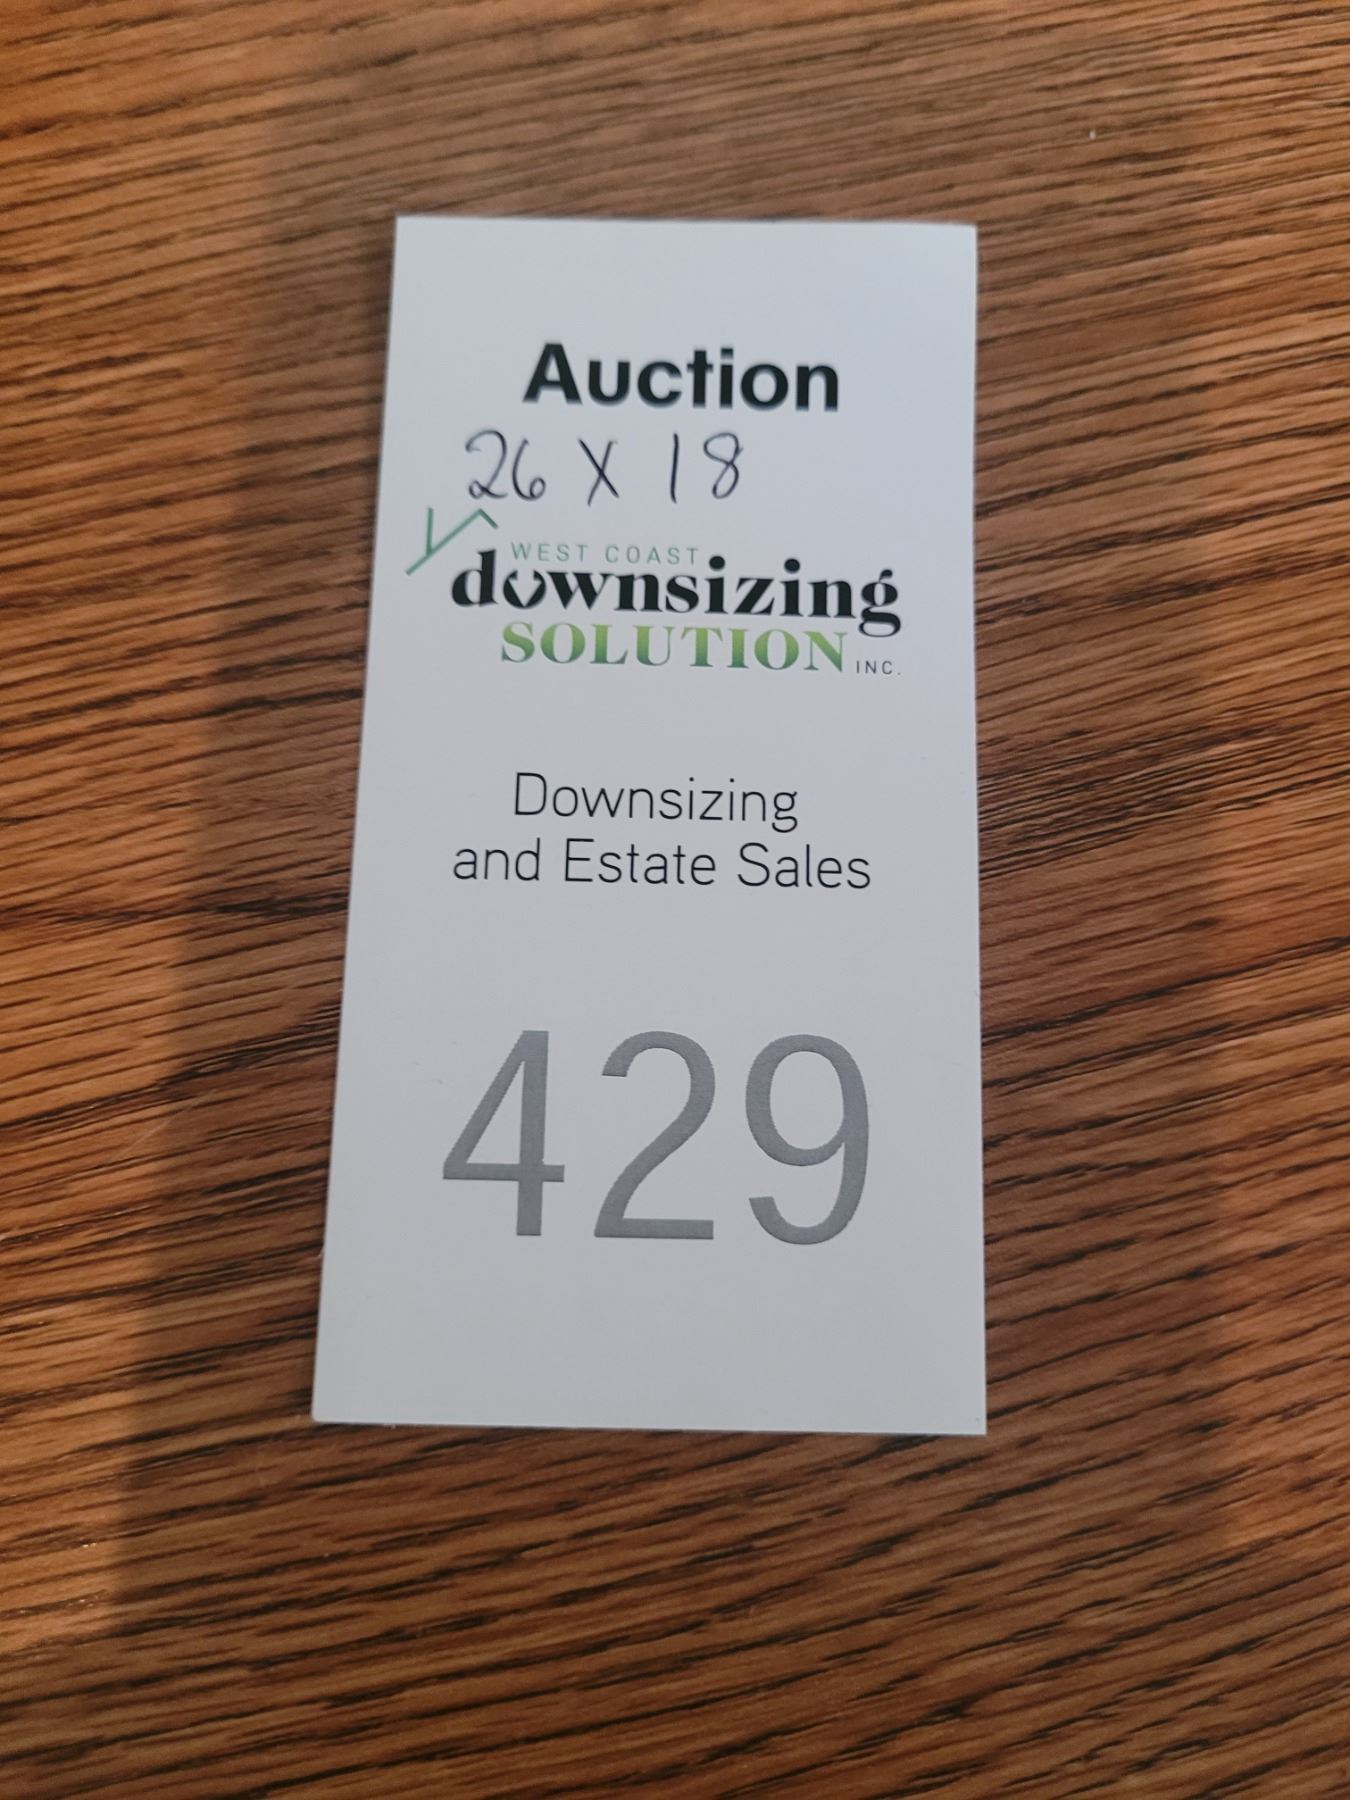 Auction
26 X 18
WEST COAST
downsizing
SOLUTION INC.
Downsizing
and Estate Sales
429